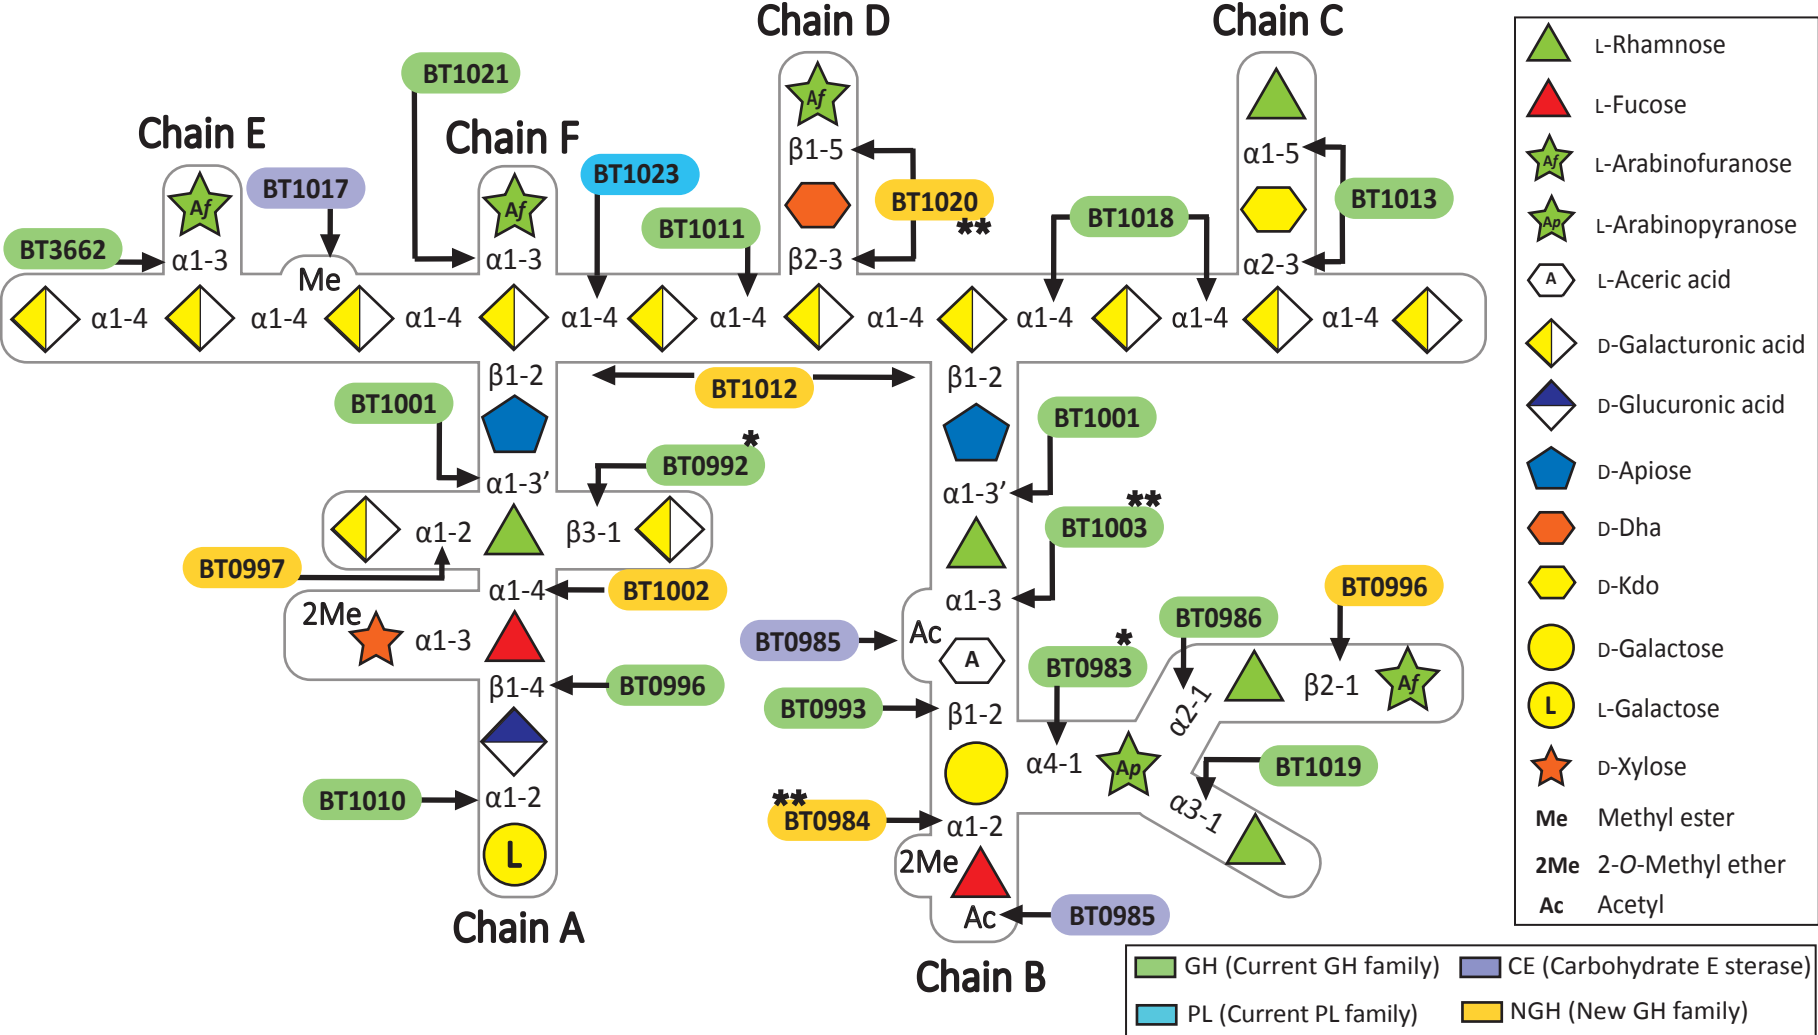 Chain D
Chain C
BT1021
Af
Chain E
Chain F
β1-5
α1-5
BT1017
BT1023
BT1020
**
BT1013
Af
Af
BT1011
BT1018
BT3662
α1-3
α1-3
β2-3
α2-3
Me
α1-4 α1-4 α1-4 α1-4 α1-4 α1-4 α1-4 α1-4 α1-4
β1-2
BT1012
β1-2
BT1001
BT1001
BT0992*
α1-3’
α1-3’
**
BT1003
α1-2
β3-1
BT0997
α1-4
BT1002
α1-3
BT0996
2Me
α1-3
BT0985
Ac
A
BT0986
BT0983*
β1-4
BT0996
β2-1
Af
BT0993
β1-2
α2-1
α4-1
Ap
BT1019
BT1010
α1-2
**
BT0984
α1-2
α3-1
L
2Me
Ac
BT0985
Chain A
Chain B
L-Rhamnose
L-Fucose
Af L-Arabinofuranose
Ap L-Arabinopyranose
A L-Aceric acid
D-Galacturonic acid
D-Glucuronic acid
D-Apiose
D-Dha
D-Kdo
D-Galactose
L L-Galactose
D-Xylose
Me Methyl ester
2Me 2-O-Methyl ether
Ac Acetyl
GH (Current GH family) CE (Carbohydrate E sterase)
PL (Current PL family) NGH (New GH family)